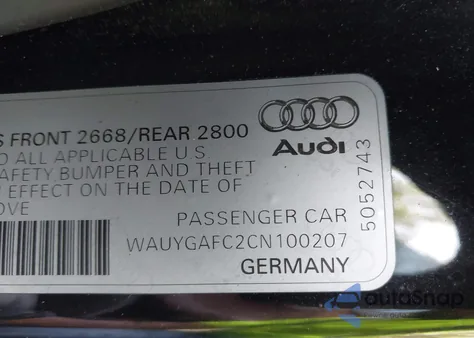 S FRONT 2668/REAR 2800
O ALL APPLICABLE U S
AFETY BUMPER AND THEFT
EFFECT ON THE DATE OF
OVE
Audi
PASSENGER CAR
WAUYGAFC2CN100207
GERMANY
5052743
autoSnap